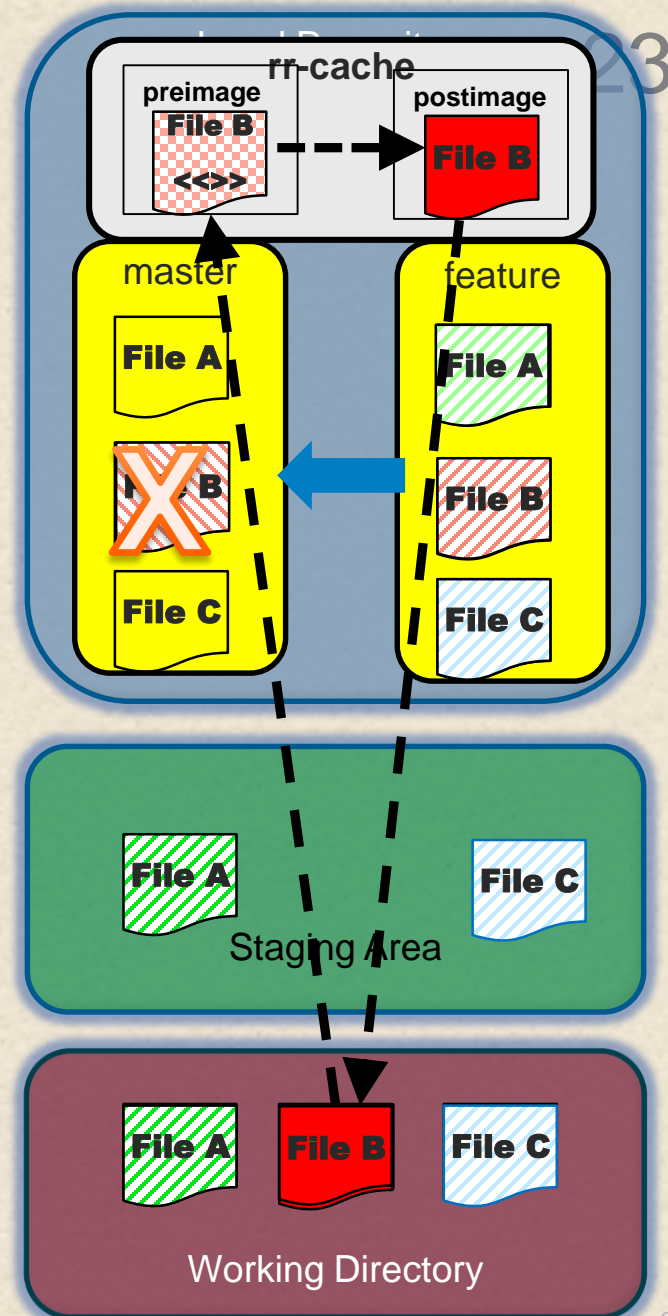 23
rr-cache
preimage
postimage
File B
<<>>
File B
master
feature
File A
File A
File B
File B
File C
File C
File A
File C
Staging Area
File A
File B
File C
Working Directory